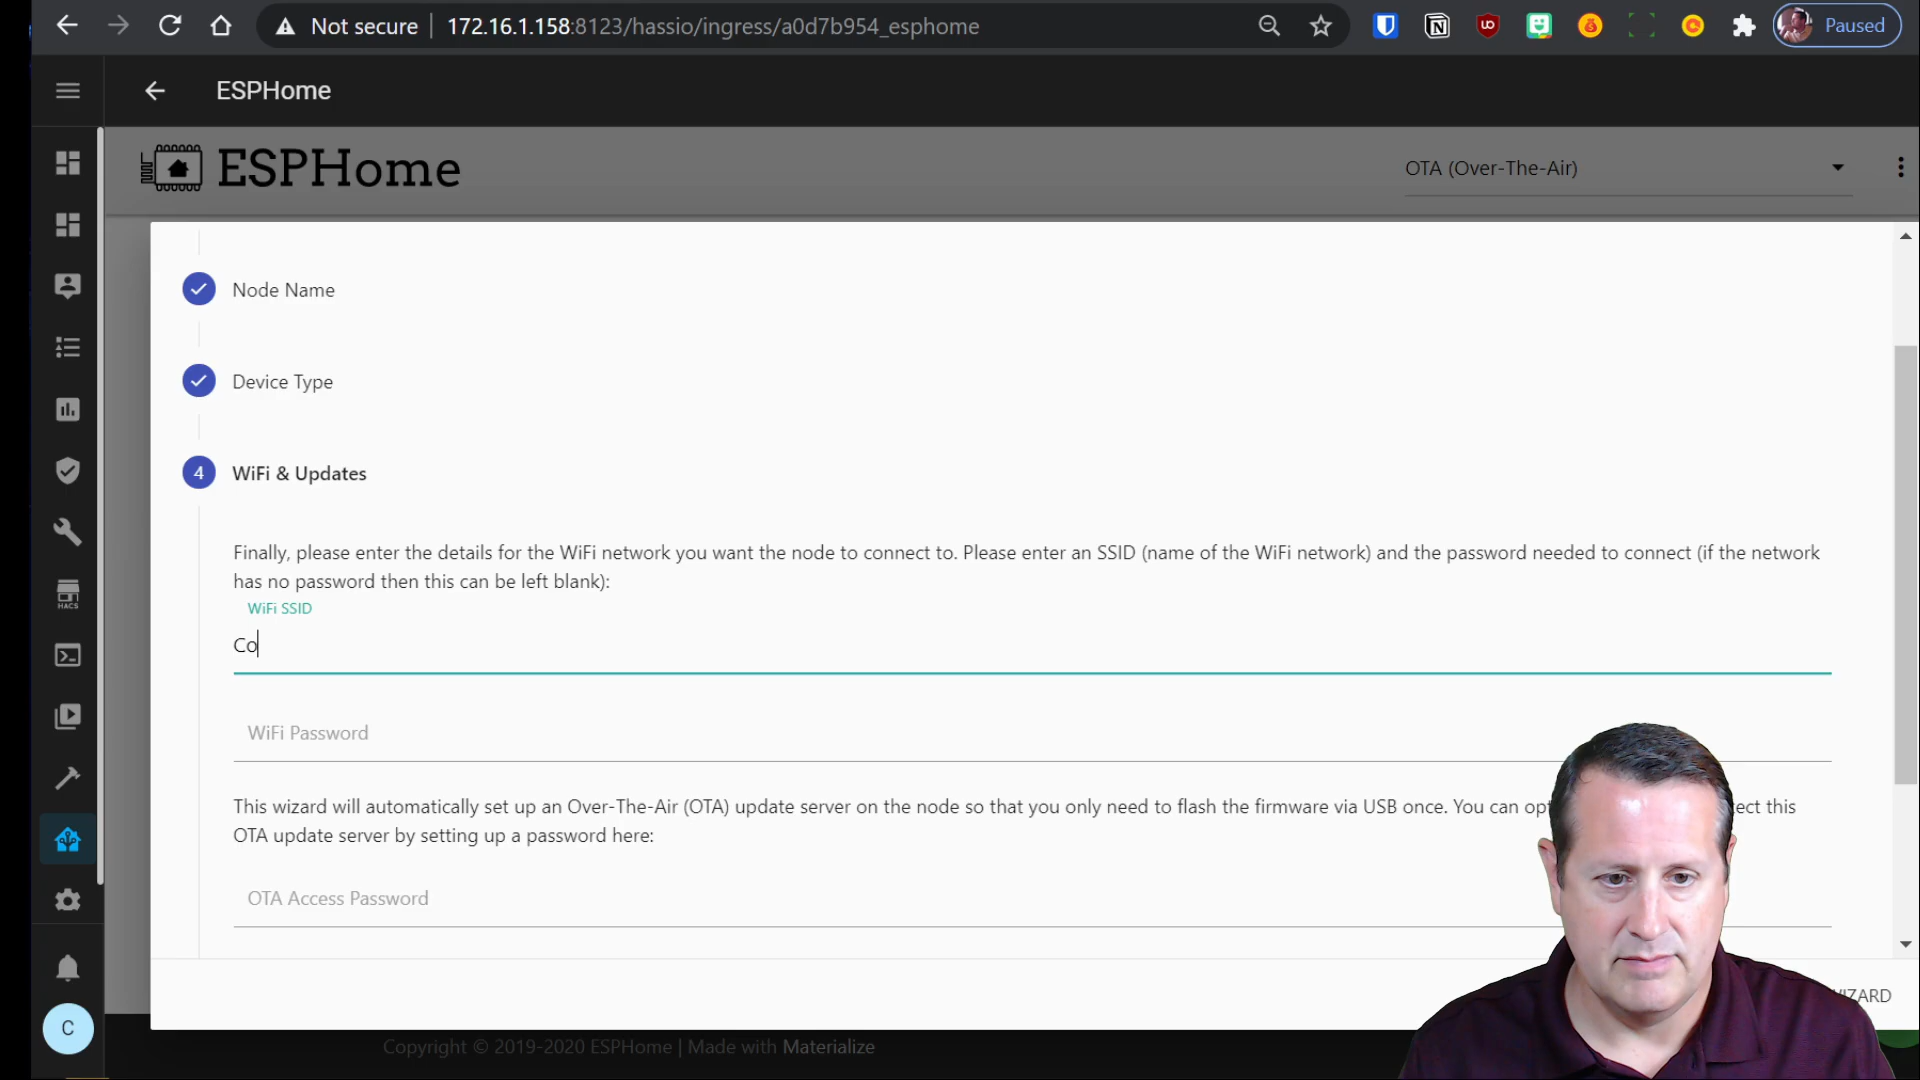 Not secure
172.16.1.158:8123/hassio/ingress/a0d7b954_esphome
Paused
ESPHome
ESPHome
OTA (Over-The-Air)
Node Name
Device Type
4
WiFi & Updates
Finally, please enter the details for the WiFi network you want the node to connect to. Please enter an SSID (name of the WiFi network) and the password needed to connect (if the network
has no password then this can be left blank):
WiFi SSID
Co
WiFi Password
This wizard will automatically set up an Over-The-Air (OTA) update server on the node so that you only need to flash the firmware via USB once. You can opt ect this
OTA update server by setting up a password here:
OTA Access Password
IZARD
HACS
C
Copyright © 2019-2020 ESPHome | Made with Materialize